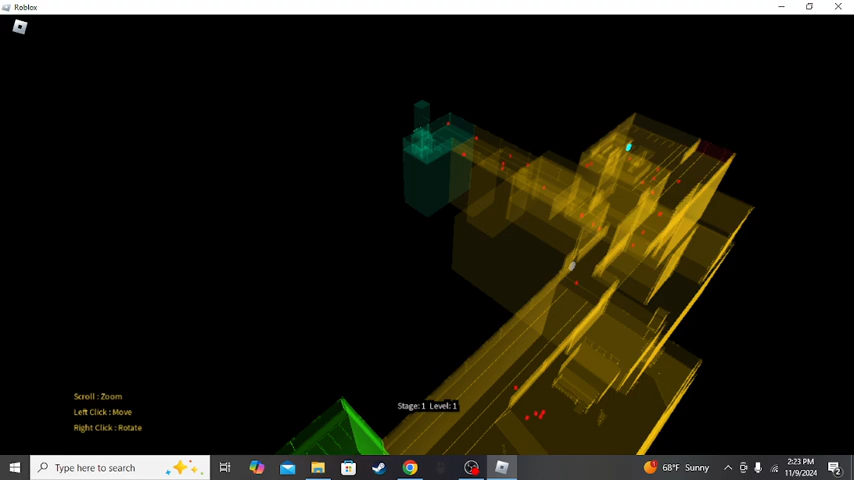 Roblox
Scroll : Zoom
Left Click : Move
Right Click : Rotate
Stage: 1 Level: 1
Type here to search
68°F Sunny
2:23 PM
11/9/2024
2